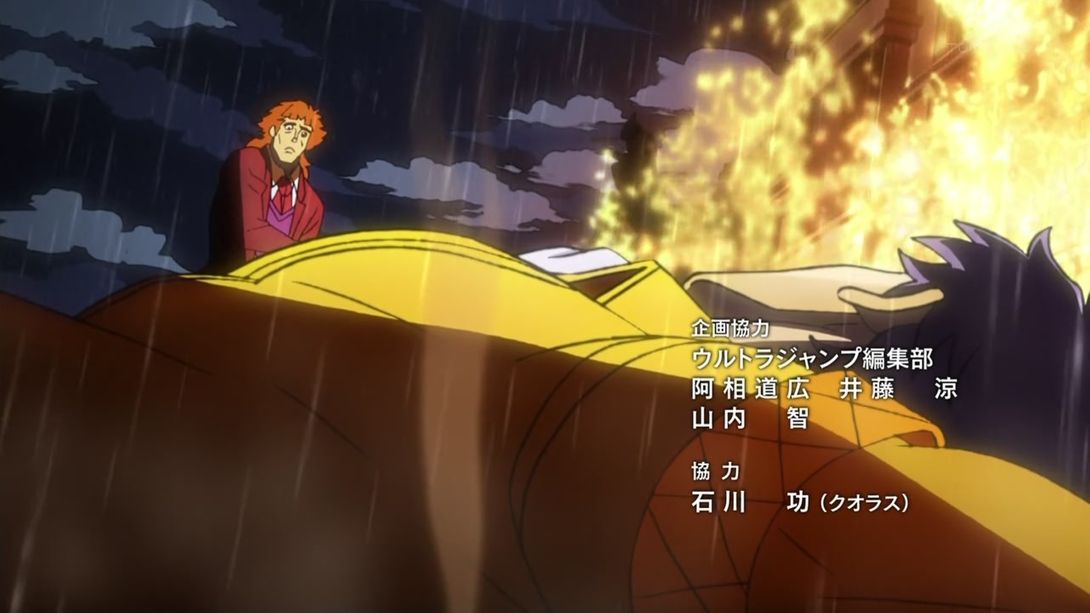 企画協力
ウルトラジャンプ編集部
阿相道広 井藤 涼
山内 智
協力
石川 功(クオラス)